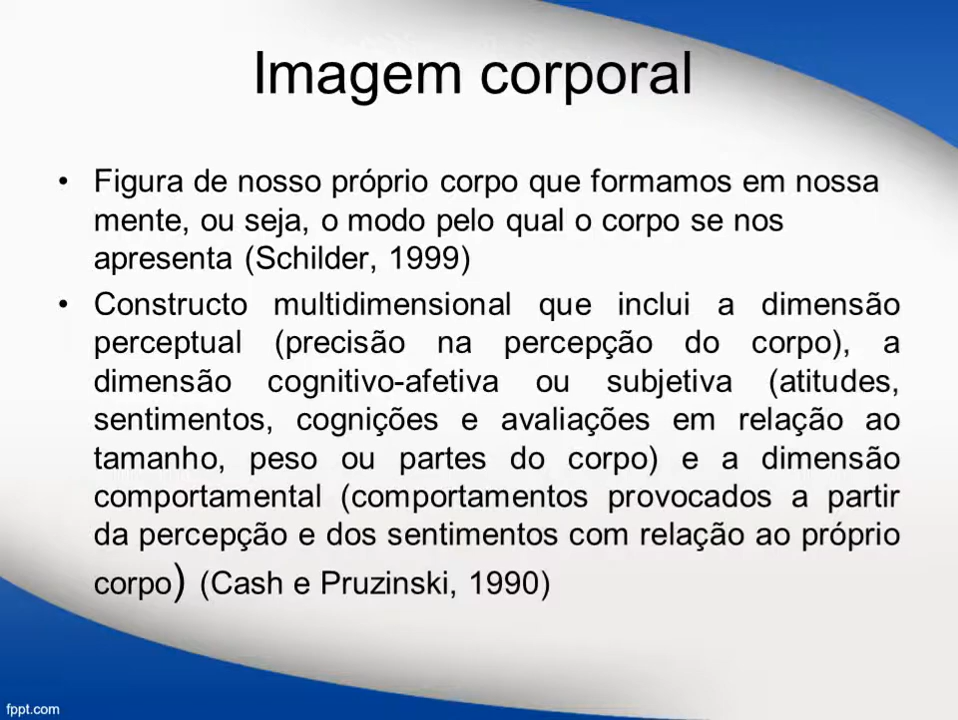 Imagem corporal
• Figura de nosso próprio corpo que formamos em nossa
mente, ou seja, o modo pelo qual o corpo se nos
apresenta (Schilder, 1999)
• Constructo multidimensional que inclui a dimensão
perceptual (precisão na percepção do corpo), a
dimensão cognitivo-afetiva ou subjetiva (atitudes,
sentimentos, cognições e avaliações em relação ao
tamanho, peso ou partes do corpo) e a dimensão
comportamental (comportamentos provocados a partir
da percepção e dos sentimentos com relação ao próprio
corpo) (Cash e Pruzinski, 1990)
fppt.com